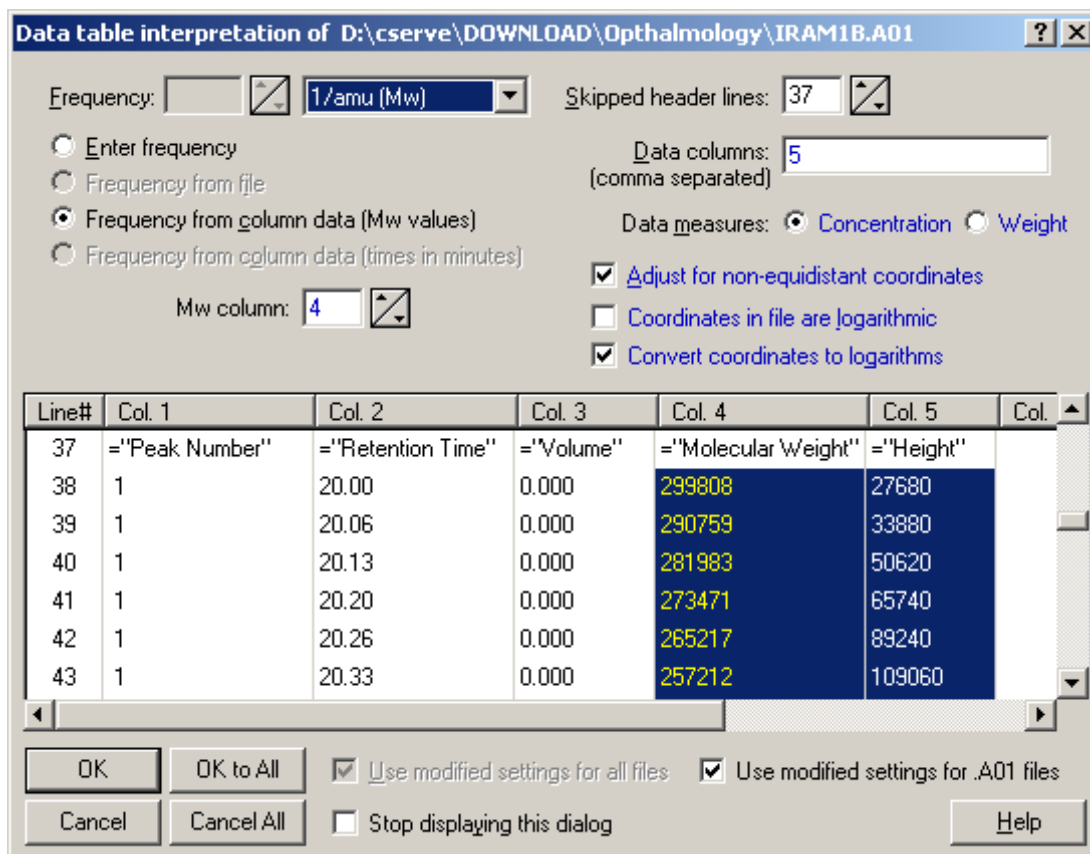 Data table interpretation of D:\cserve\DOWNLOAD\Opthalmology\IRAM1B.A01
Frequency: 1/amu (Mw) Skipped header lines: 37
Enter frequency
Data columns: 5
(comma separated)
Frequency from file
Frequency from column data (Mw values)
Data measures: Concentration Weight
Frequency from column data (times in minutes)
Adjust for non-equidistant coordinates
Mw column: 4
Coordinates in file are logarithmic
Convert coordinates to logarithms
Line# Col. 1 Col. 2 Col. 3 Col. 4 Col. 5 Col.
37 ="Peak Number" ="Retention Time" ="Volume" ="Molecular Weight" ="Height"
38 1 20.00 0.000 299808 27680
39 1 20.06 0.000 290759 33880
40 1 20.13 0.000 281983 50620
41 1 20.20 0.000 273471 65740
42 1 20.26 0.000 265217 89240
43 1 20.33 0.000 257212 109060
OK OK to All Use modified settings for all files Use modified settings for .A01 files
Cancel Cancel All Stop displaying this dialog Help